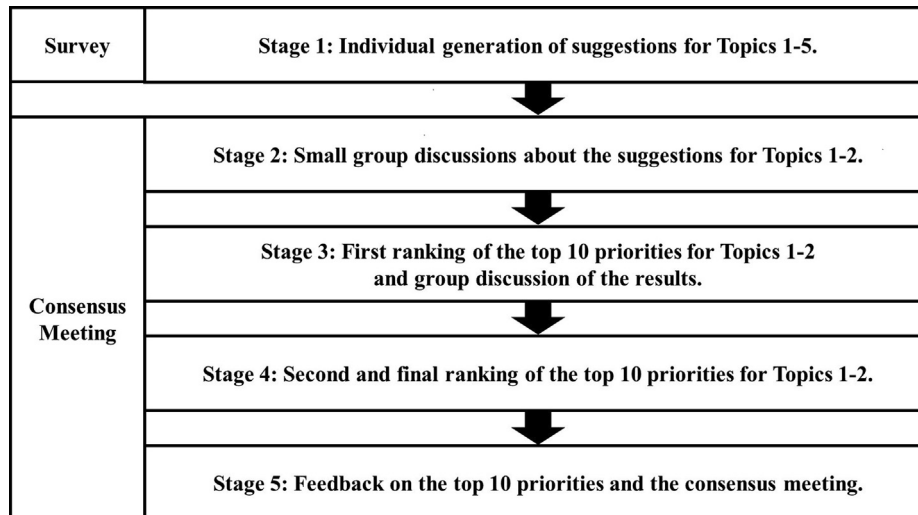 Survey
Stage 1: Individual generation of suggestions for Topics 1-5.
Consensus
Meeting
Stage 2: Small group discussions about the suggestions for Topics 1-2.
Stage 3: First ranking of the top 10 priorities for Topics 1-2
and group discussion of the results.
Stage 4: Second and final ranking of the top 10 priorities for Topics 1-2.
Stage 5: Feedback on the top 10 priorities and the consensus meeting.